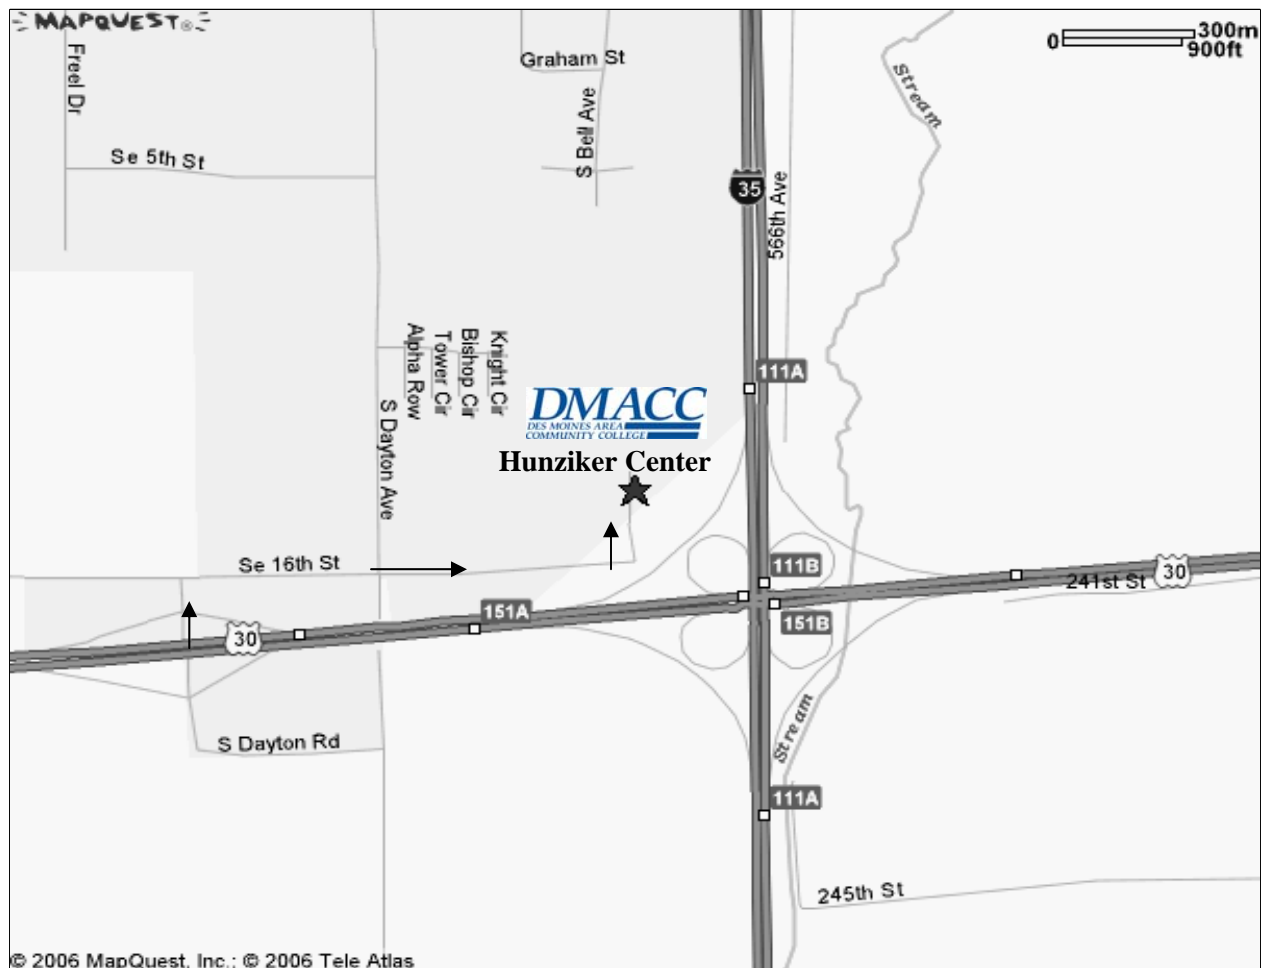 MAPQUEST®
300m
0
900ft
Freel Dr
Graham St
Stream
S Bell Ave
Se 5th St
35
566th Ave
Alpha Row
Tower Cir
Bishop Cir
Knight Cir
111A
DMACC
DES MOINES AREA
COMMUNITY COLLEGE
S Dayton Ave
Hunziker Center
Se 16th St
111B
241st St
30
151A
151B
30
Stream
S Dayton Rd
111A
245th St
© 2006 MapQuest, Inc.; © 2006 Tele Atlas